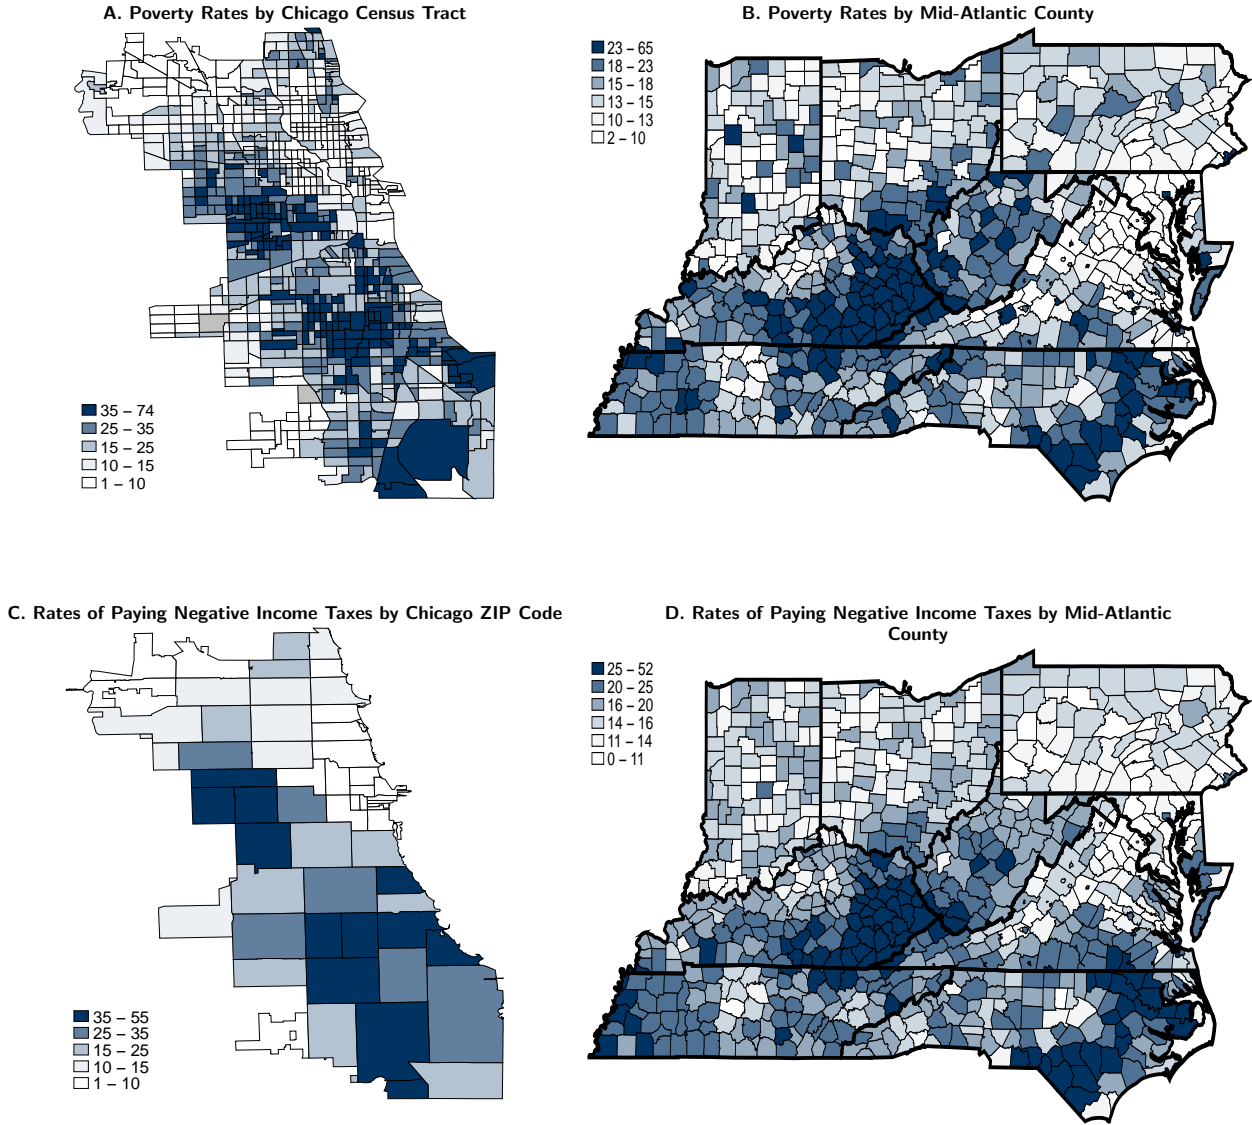 A. Poverty Rates by Chicago Census Tract
35 – 74
25 – 35
15 – 25
10 – 15
1 – 10
B. Poverty Rates by Mid-Atlantic County
23 – 65
18 – 23
15 – 18
13 – 15
10 – 13
2 – 10
C. Rates of Paying Negative Income Taxes by Chicago ZIP Code
35 – 55
25 – 35
15 – 25
10 – 15
1 – 10
D. Rates of Paying Negative Income Taxes by Mid-Atlantic
County
25 – 52
20 – 25
16 – 20
14 – 16
11 – 14
0 – 11